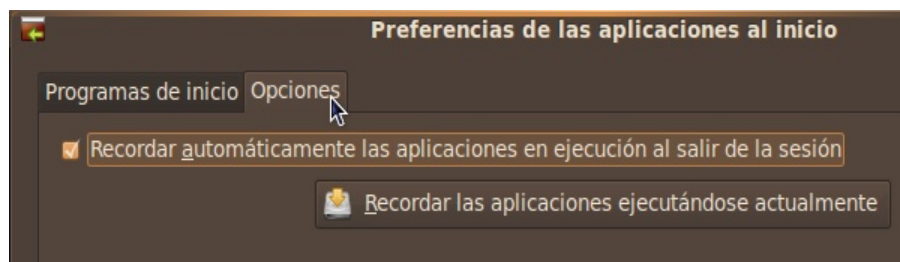 Preferencias de las aplicaciones al inicio
Programas de inicio Opciones
Recordar automáticamente las aplicaciones en ejecución al salir de la sesión
Recordar las aplicaciones ejecutándose actualmente